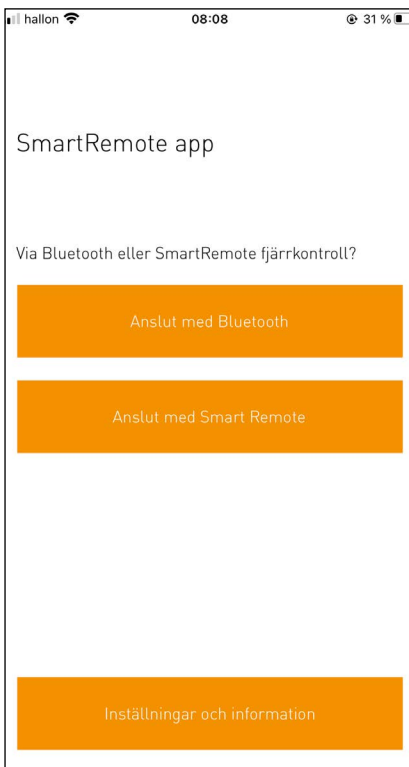 hallon 08:08 31 %
SmartRemote app
Via Bluetooth eller SmartRemote fjärrkontroll?
Anslut med Bluetooth
Anslut med Smart Remote
Inställningar och information